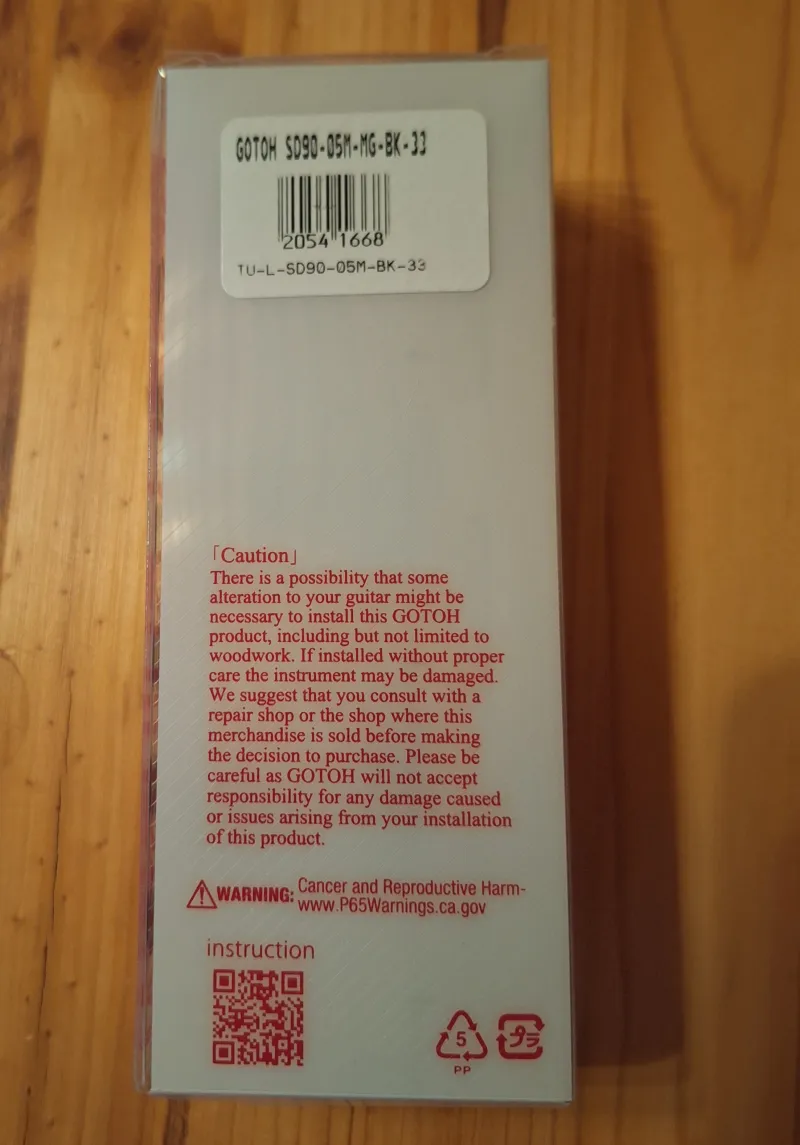 GOTOH SD90-05M-MG-BK-33
2054 1668
TU-L-SD90-05M-BK-33
「Caution」
There is a possibility that some
alteration to your guitar might be
necessary to install this GOTOH
product, including but not limited to
woodwork. If installed without proper
care the instrument may be damaged.
We suggest that you consult with a
repair shop or the shop where this
merchandise is sold before making
the decision to purchase. Please be
careful as GOTOH will not accept
responsibility for any damage caused
or issues arising from your installation
of this product.
WARNING: Cancer and Reproductive Harm-
www.P65Warnings.ca.gov
instruction
5
プラ
PP